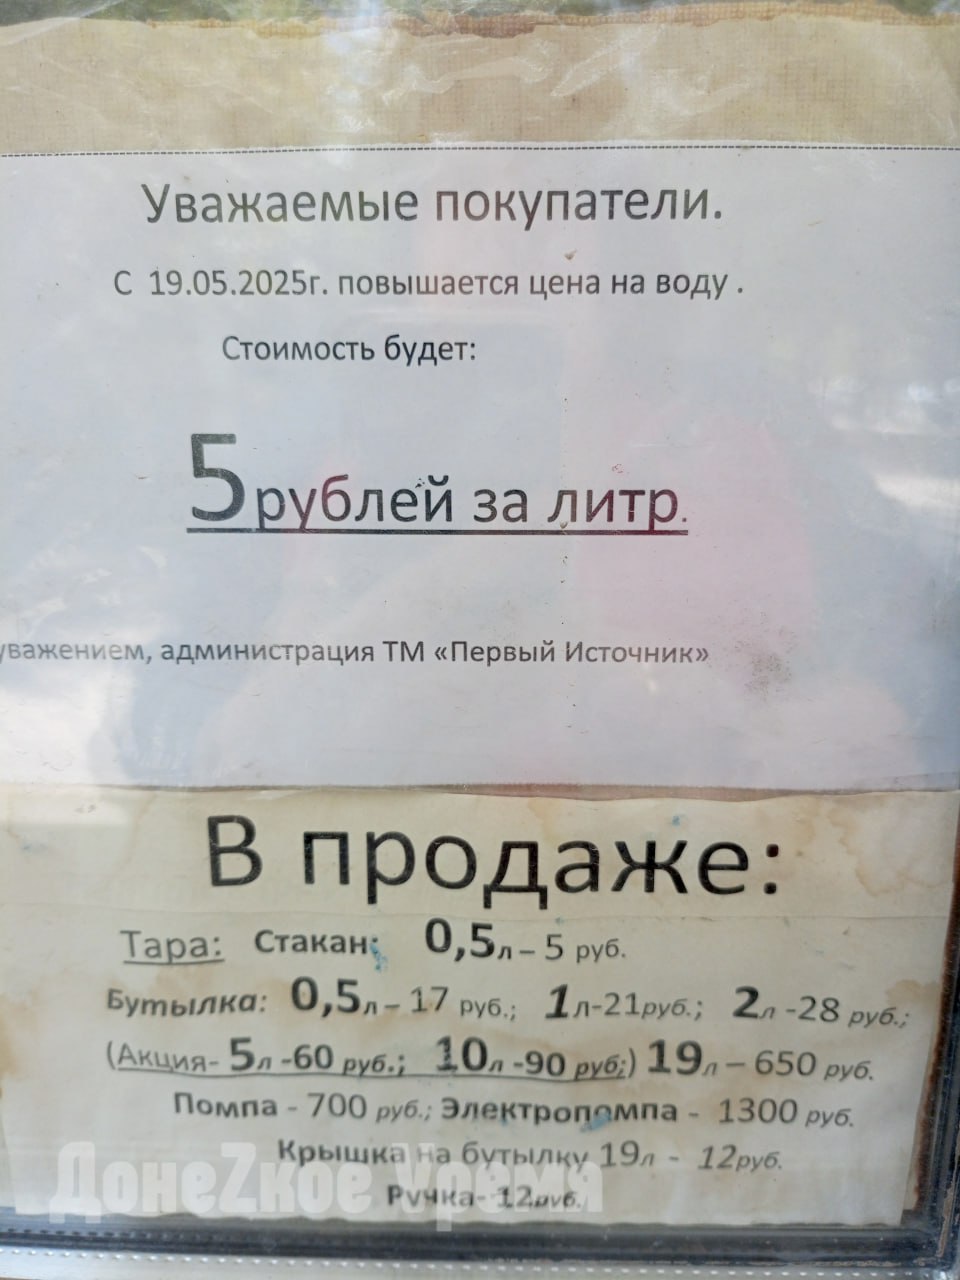 Уважаемые покупатели.
С 19.05.2025г. повышается цена на воду .
Стоимость будет:
5 рублей за литр.
уважением, администрация ТМ «Первый Источник»
В продаже:
Тара: Стакан: 0,5л – 5 руб.
Бутылка: 0,5л – 17 руб.; 1л-21руб.; 2л -28 руб.;
(Акция- 5л -60 руб.; 10л -90 руб;) 19л – 650 руб.
Помпа - 700 руб.; Электропомпа - 1300 руб.
Крышка на бутылку 19л - 12руб.
Ручка- 12руб.
ДонеZкое Уремя